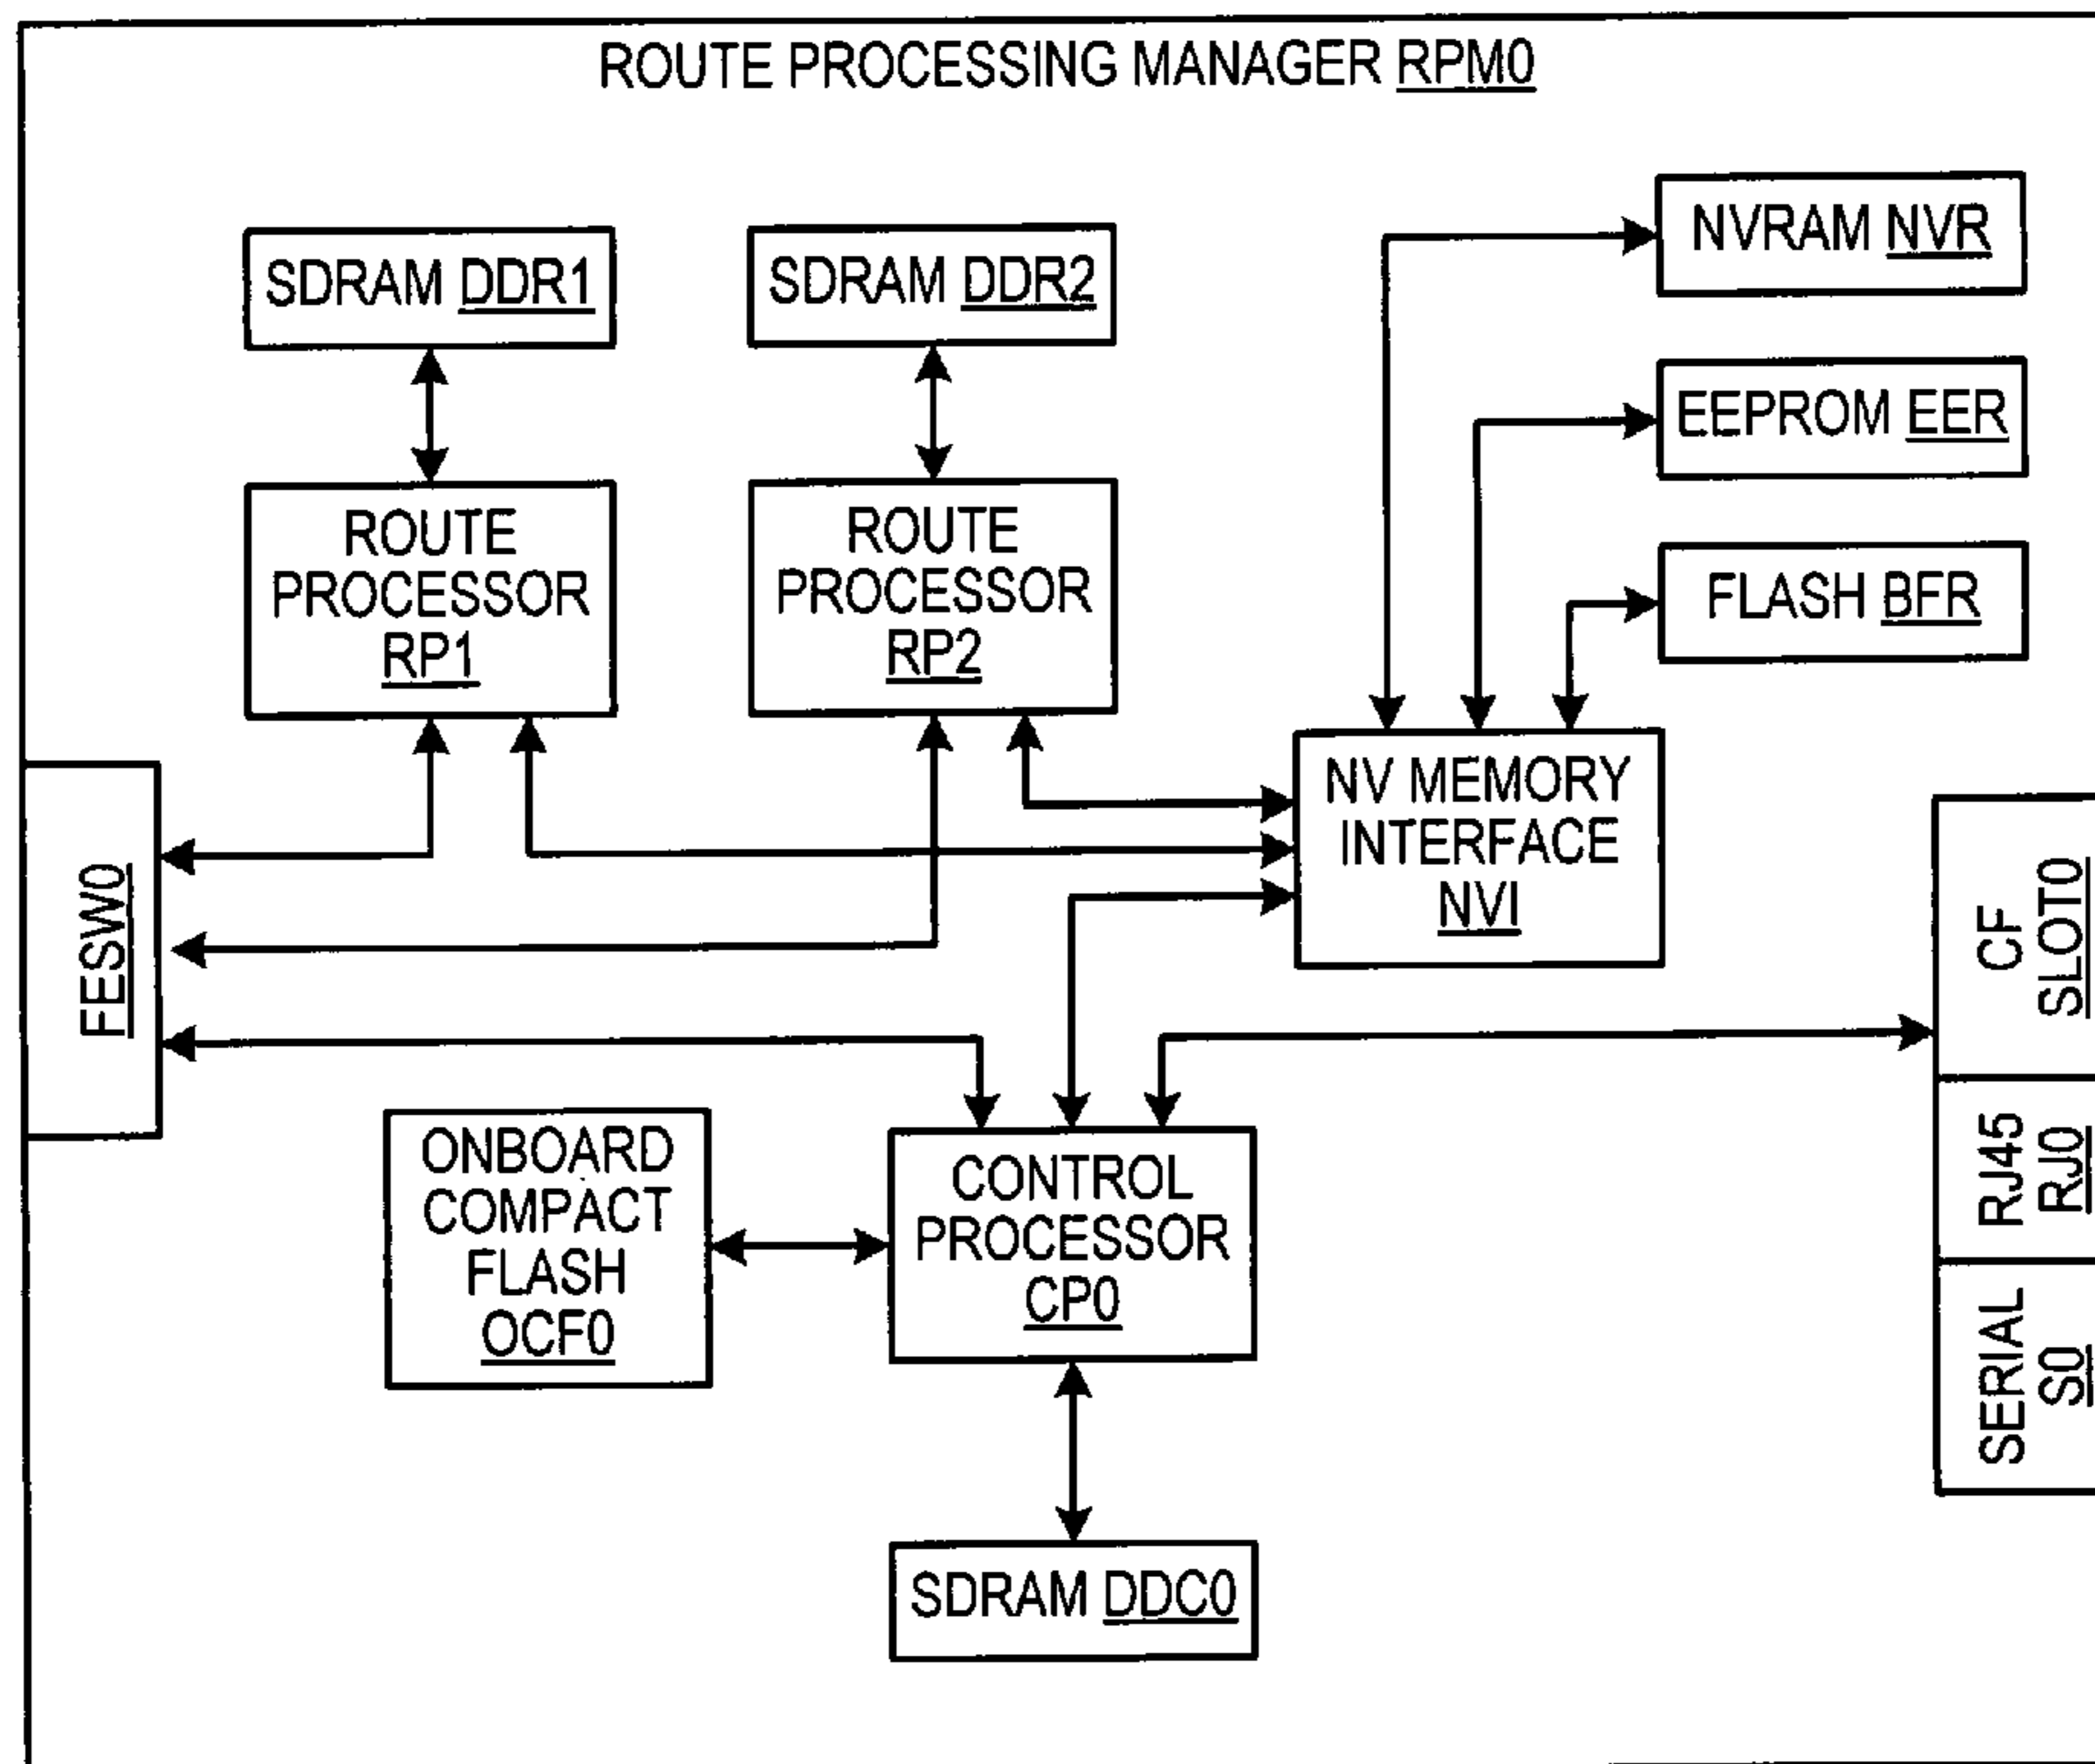 ROUTE PROCESSING MANAGER RPM0
SDRAM DDR1
SDRAM DDR2
NVRAM NVR
EEPROM EER
FLASH BFR
ROUTE
PROCESSOR
RP1
ROUTE
PROCESSOR
RP2
NV MEMORY
INTERFACE
NVI
FESW0
CF
SLOT0
RJ45
RJ0
SERIAL
S0
ONBOARD
COMPACT
FLASH
OCF0
CONTROL
PROCESSOR
CP0
SDRAM DDC0